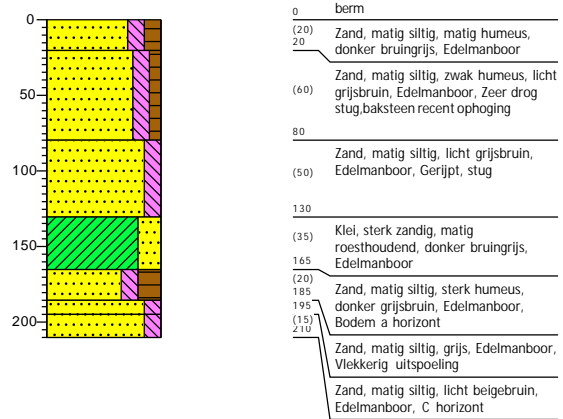 0
50
100
150
200
0 berm
(20) Zand, matig siltig, matig humeus,
20 donker bruingrijs, Edelmanboor
Zand, matig siltig, zwak humeus, licht
(60) grijsbruin, Edelmanboor, Zeer drog
stug,baksteen recent ophoging
80
Zand, matig siltig, licht grijsbruin,
(50) Edelmanboor, Gerijpt, stug
130
Klei, sterk zandig, matig
(35) roesthoudend, donker bruingrijs,
165 Edelmanboor
(20) Zand, matig siltig, sterk humeus,
185 donker grijsbruin, Edelmanboor,
195 Bodem a horizont
(15)
210
Zand, matig siltig, grijs, Edelmanboor,
Vlekkerig uitspoeling
Zand, matig siltig, licht beigebruin,
Edelmanboor, C horizont